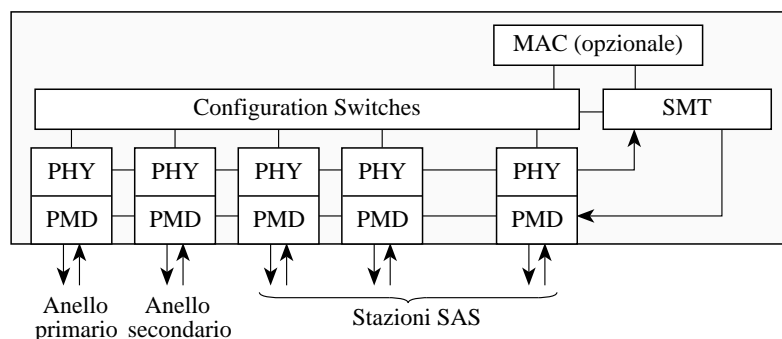 MAC (opzionale)
Configuration Switches
SMT
PHY PHY PHY PHY PHY
PMD PMD PMD PMD PMD
Anello primario
Anello secondario
Stazioni SAS